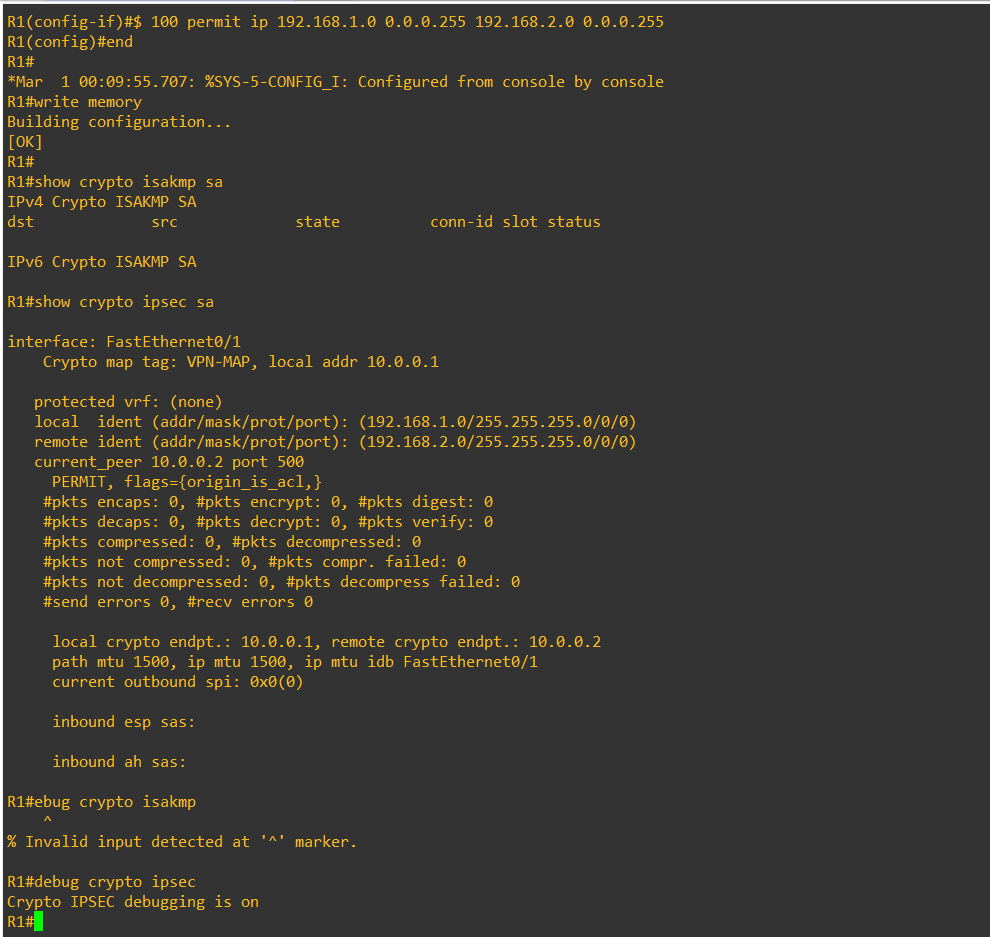 R1(config-if)#$ 100 permit ip 192.168.1.0 0.0.0.255 192.168.2.0 0.0.0.255
R1(config)#end
R1#
*Mar  1 00:09:55.707: %SYS-5-CONFIG_I: Configured from console by console
R1#write memory
Building configuration...
[OK]
R1#
R1#show crypto isakmp sa
IPv4 Crypto ISAKMP SA
dst             src             state          conn-id slot status
IPv6 Crypto ISAKMP SA
R1#show crypto ipsec sa
interface: FastEthernet0/1
    Crypto map tag: VPN-MAP, local addr 10.0.0.1
   protected vrf: (none)
   local  ident (addr/mask/prot/port): (192.168.1.0/255.255.255.0/0/0)
   remote ident (addr/mask/prot/port): (192.168.2.0/255.255.255.0/0/0)
   current_peer 10.0.0.2 port 500
     PERMIT, flags={origin_is_acl,}
    #pkts encaps: 0, #pkts encrypt: 0, #pkts digest: 0
    #pkts decaps: 0, #pkts decrypt: 0, #pkts verify: 0
    #pkts compressed: 0, #pkts decompressed: 0
    #pkts not compressed: 0, #pkts compr. failed: 0
    #pkts not decompressed: 0, #pkts decompress failed: 0
    #send errors 0, #recv errors 0
     local crypto endpt.: 10.0.0.1, remote crypto endpt.: 10.0.0.2
     path mtu 1500, ip mtu 1500, ip mtu idb FastEthernet0/1
     current outbound spi: 0x0(0)
     inbound esp sas:
     inbound ah sas:
R1#ebug crypto isakmp
    ^
% Invalid input detected at '^' marker.
R1#debug crypto ipsec
Crypto IPSEC debugging is on
R1#